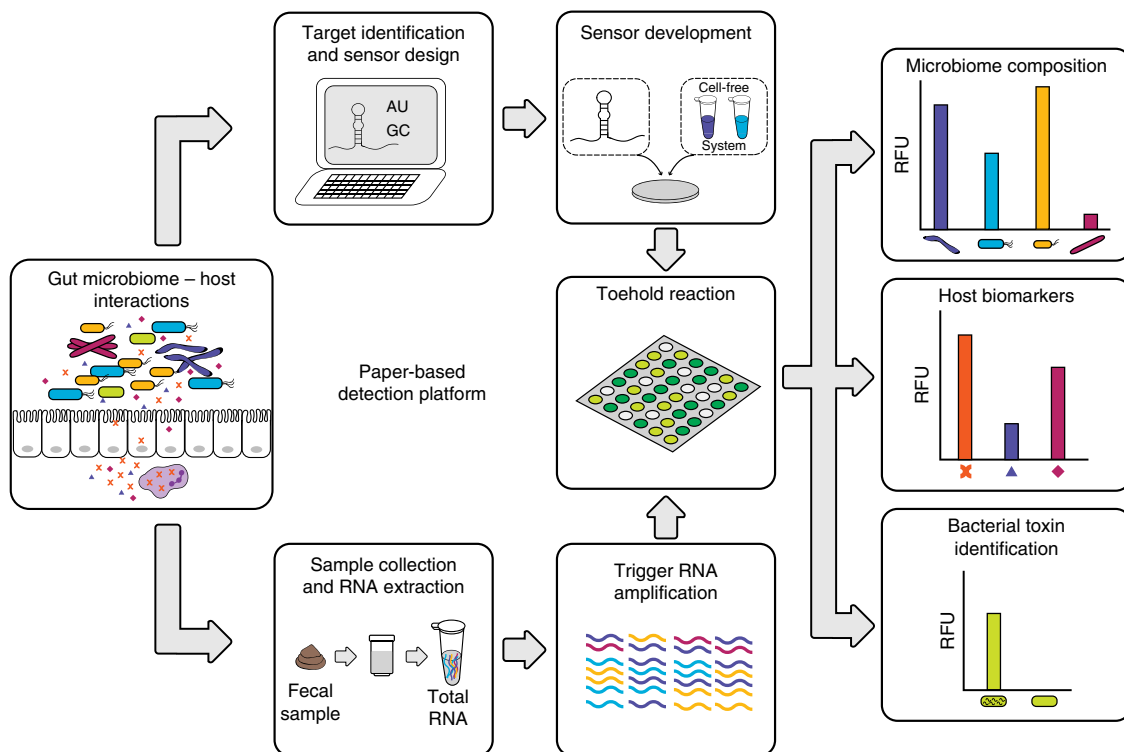 Target identification
and sensor design
AU
GC
Sensor development
Cell-free
System
Microbiome composition
RFU
Gut microbiome – host
interactions
Paper-based
detection platform
Toehold reaction
Host biomarkers
RFU
Sample collection
and RNA extraction
Fecal
sample
Total
RNA
Trigger RNA
amplification
Bacterial toxin
identification
RFU